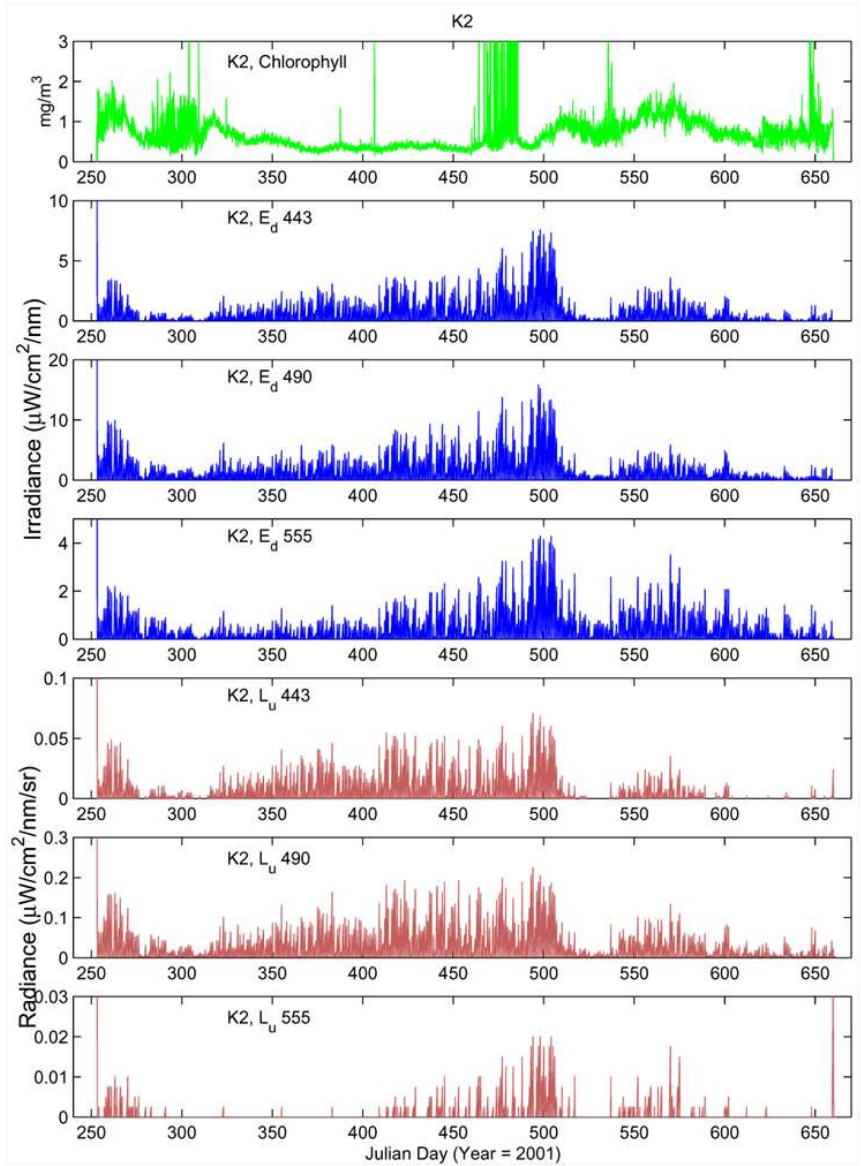 K2
K2, Chlorophyll
mg/m³
3
2
1
0
250 300 350 400 450 500 550 600 650
K2, E_d 443
10
5
0
250 300 350 400 450 500 550 600 650
K2, E_d 490
20
10
0
250 300 350 400 450 500 550 600 650
Irradiance (μW/cm²/nm)
K2, E_d 555
4
2
0
250 300 350 400 450 500 550 600 650
K2, L_u 443
0.1
0.05
0
250 300 350 400 450 500 550 600 650
K2, L_u 490
0.3
0.2
0.1
0
250 300 350 400 450 500 550 600 650
Radiance (μW/cm²/nm/sr)
K2, L_u 555
0.03
0.02
0.01
0
250 300 350 400 450 500 550 600 650
Julian Day (Year = 2001)